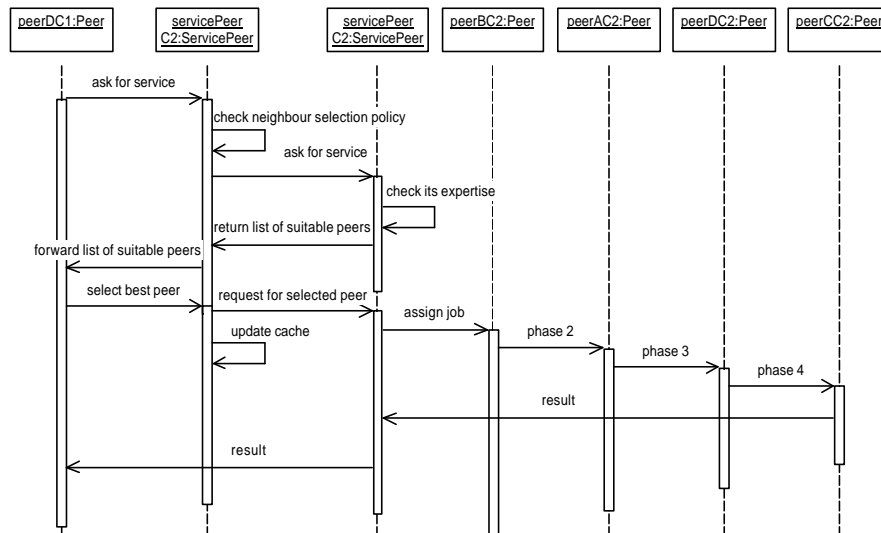 peerDC1:Peer
servicePeer
C2:ServicePeer
servicePeer
C2:ServicePeer
peerBC2:Peer
peerAC2:Peer
peerDC2:Peer
peerCC2:Peer
ask for service
check neighbour selection policy
ask for service
check its expertise
return list of suitable peers
forward list of suitable peers
select best peer
request for selected peer
assign job
update cache
phase 2
phase 3
phase 4
result
result